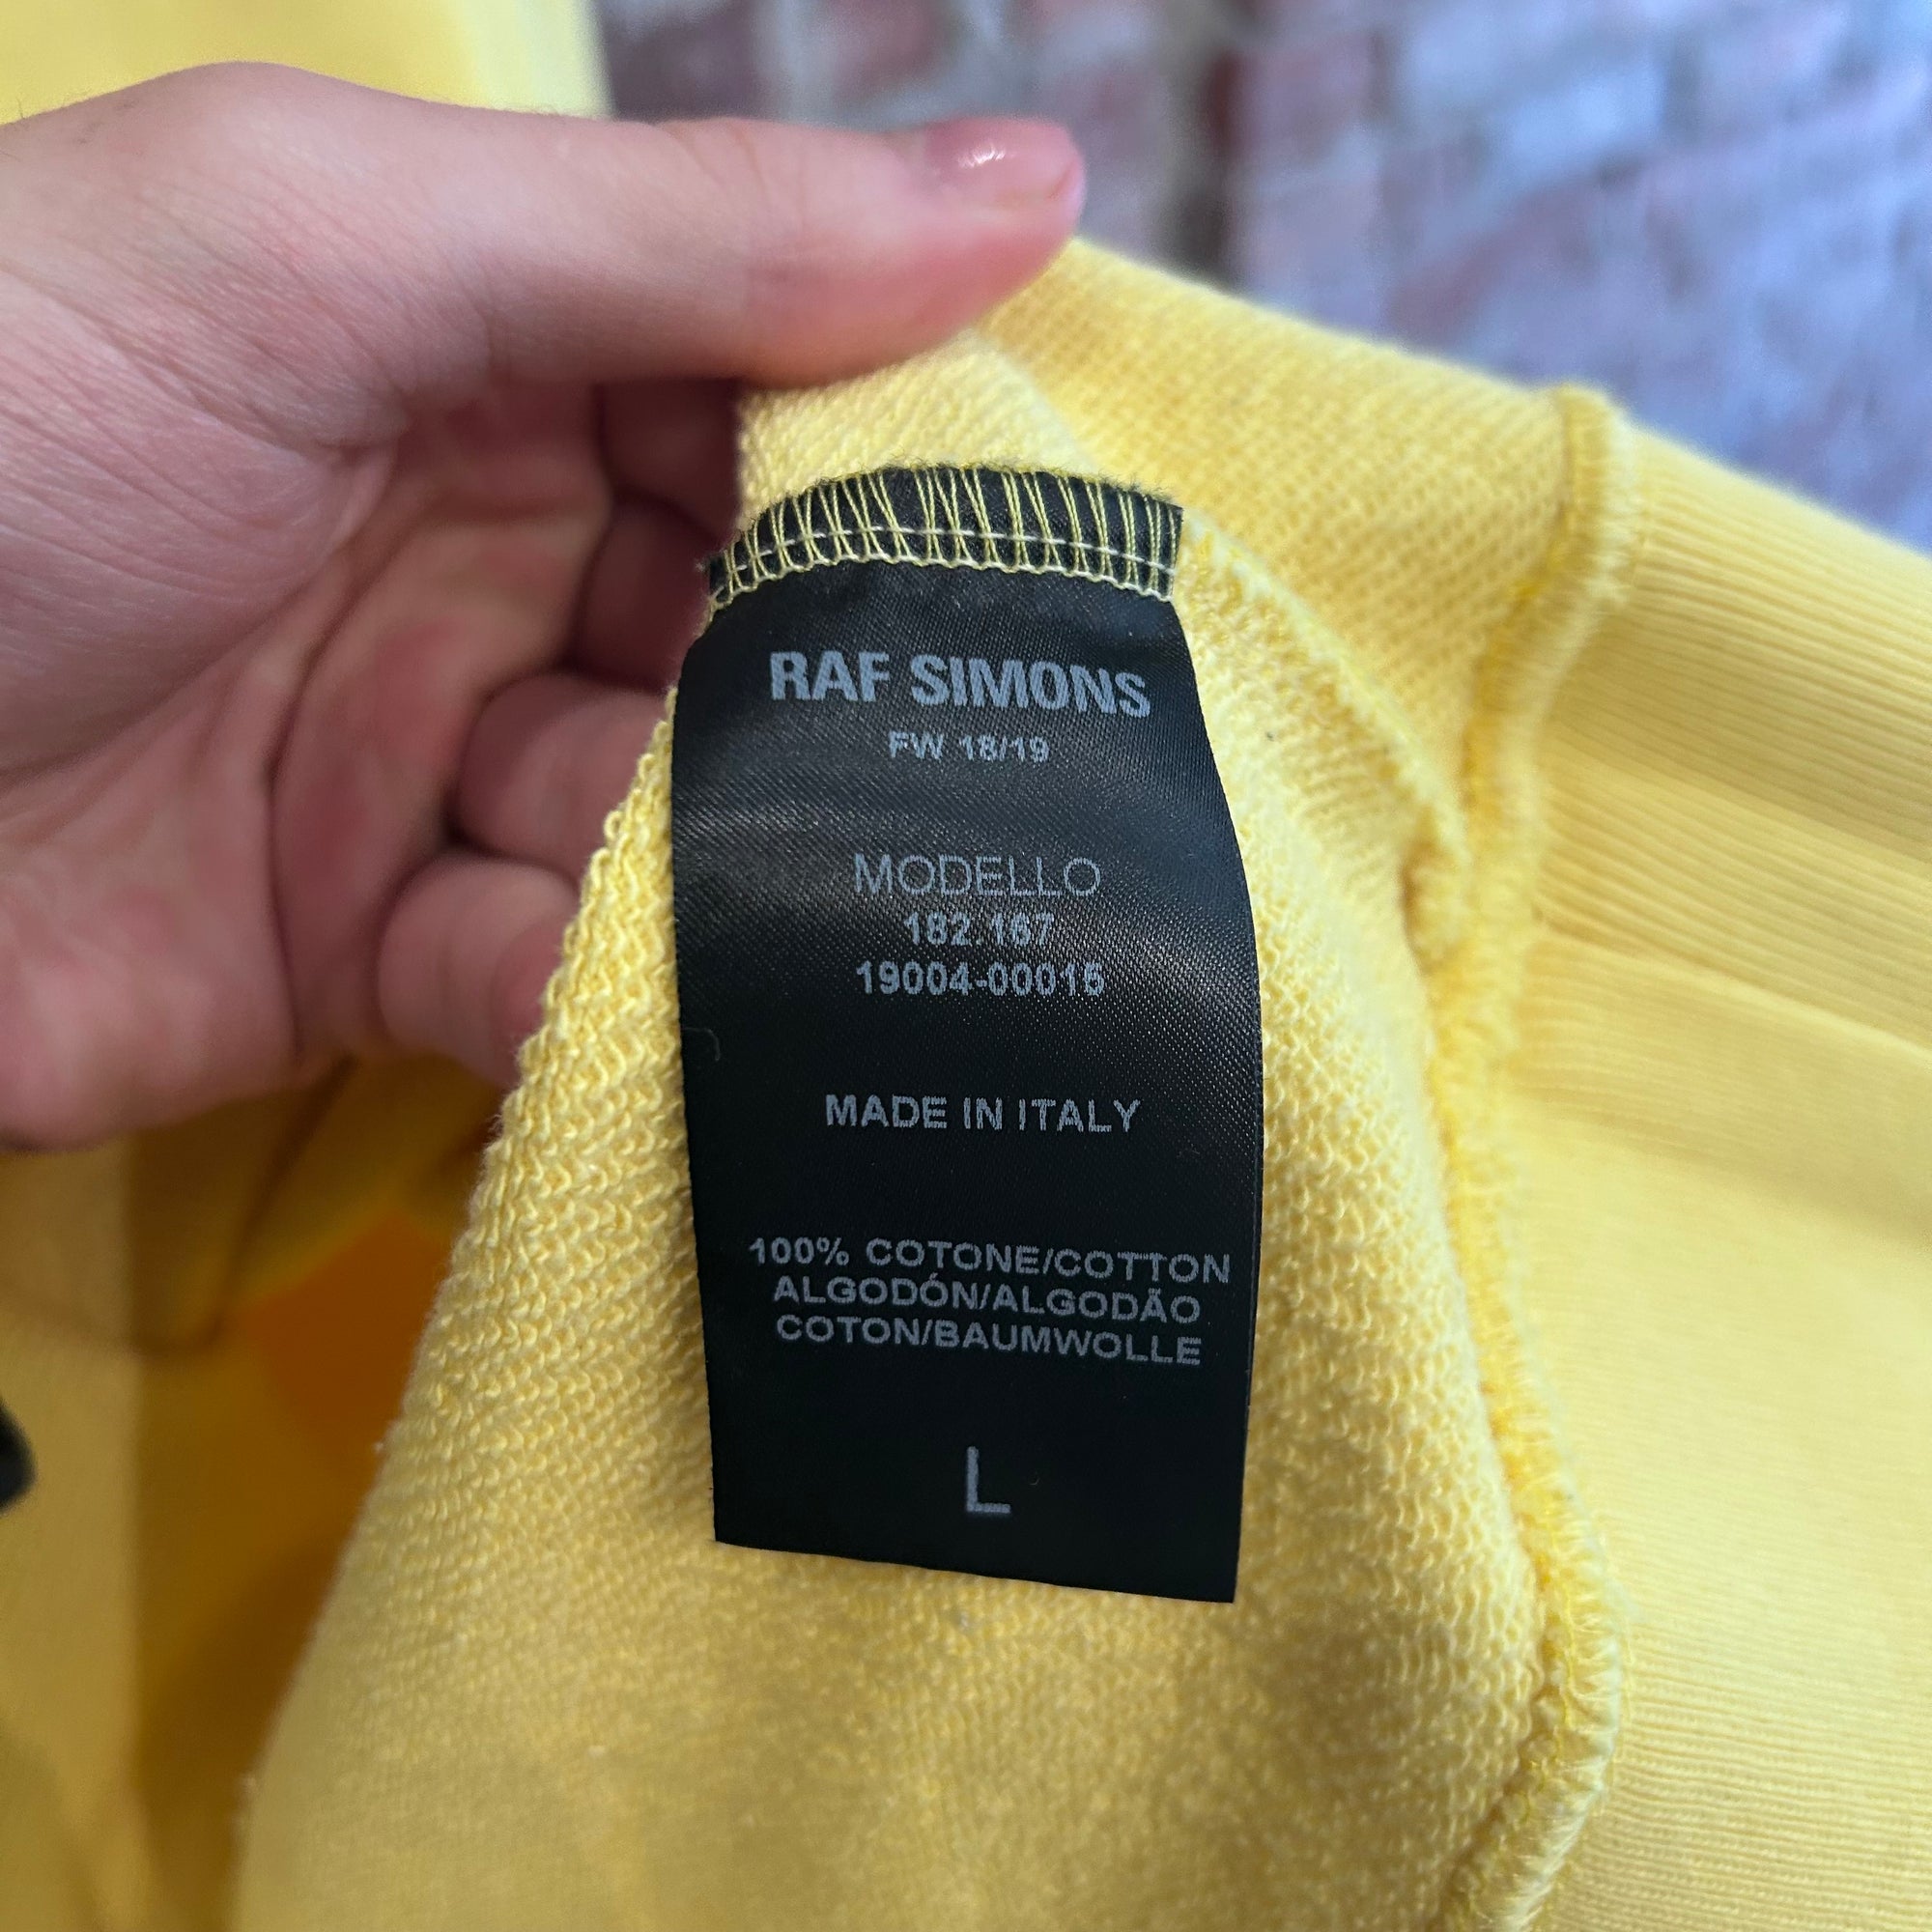 RAF SIMONS
FW 18/19
MODELLO
182.167
19004-00015
MADE IN ITALY
100% COTONE/COTTON
ALGODÓN/ALGODÃO
COTON/BAUMWOLLE
L